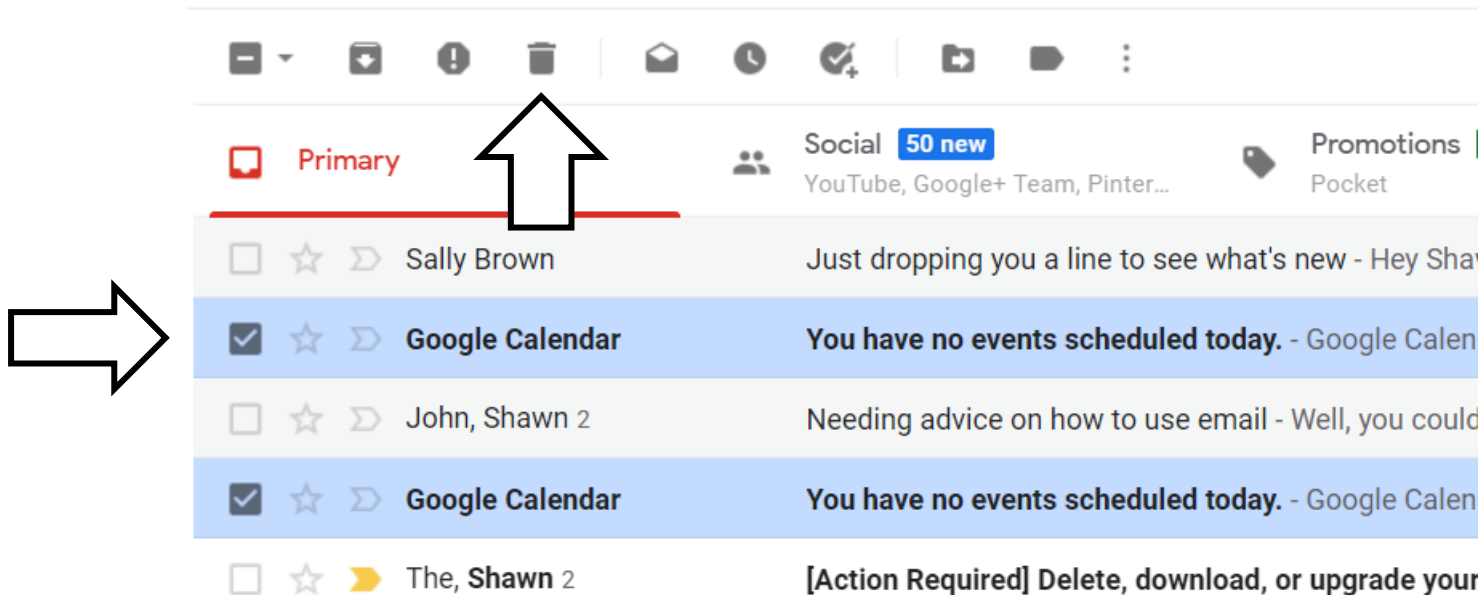 Primary
Social 50 new
YouTube, Google+ Team, Pinter...
Promotions
Pocket
Sally Brown Just dropping you a line to see what's new - Hey Sha
Google Calendar You have no events scheduled today. - Google Calen
John, Shawn 2 Needing advice on how to use email - Well, you could
Google Calendar You have no events scheduled today. - Google Calen
The, Shawn 2 [Action Required] Delete, download, or upgrade your